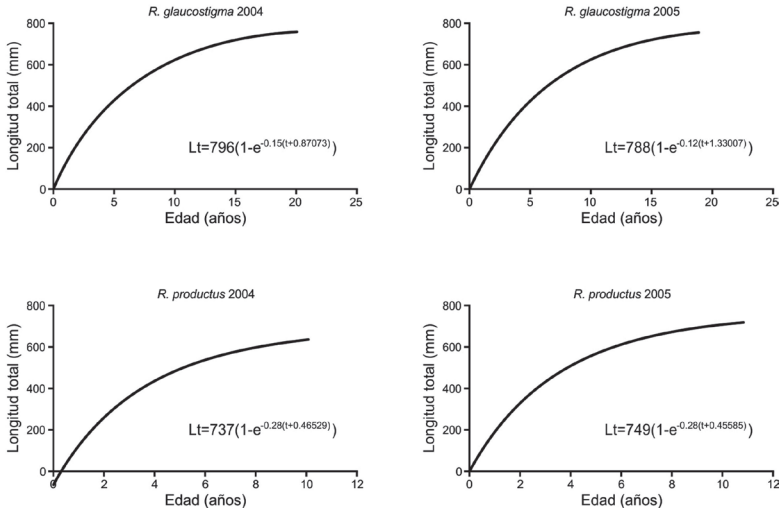 R. glaucostigma 2004
800
600
400
200
0
Longitud total (mm)
Lt=796(1-e^-0.15(t+0.87073))
0 5 10 15 20 25
Edad (años)
R. glaucostigma 2005
800
600
400
200
0
Longitud total (mm)
Lt=788(1-e^-0.12(t+1.33007))
0 5 10 15 20 25
Edad (años)
R. productus 2004
800
600
400
200
0
Longitud total (mm)
Lt=737(1-e^-0.28(t+0.46529))
0 2 4 6 8 10 12
Edad (años)
R. productus 2005
800
600
400
200
0
Longitud total (mm)
Lt=749(1-e^-0.28(t+0.45585))
0 2 4 6 8 10 12
Edad (años)